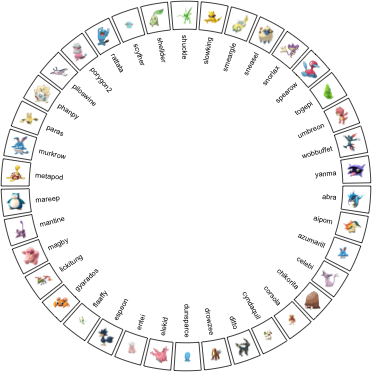 shuckle
slowking
smeargle
sneasel
snorlax
spearow
togepi
umbreon
wobbuffet
yanma
abra
aipom
azumarill
celebi
chikorita
corsola
cyndaquil
ditto
drowzee
dunsparce
elekid
entei
espeon
flaaffy
gyarados
lickitung
magby
mantine
mareep
metapod
murkrow
paras
phanpy
piloswine
porygon2
rattata
scyther
shellder